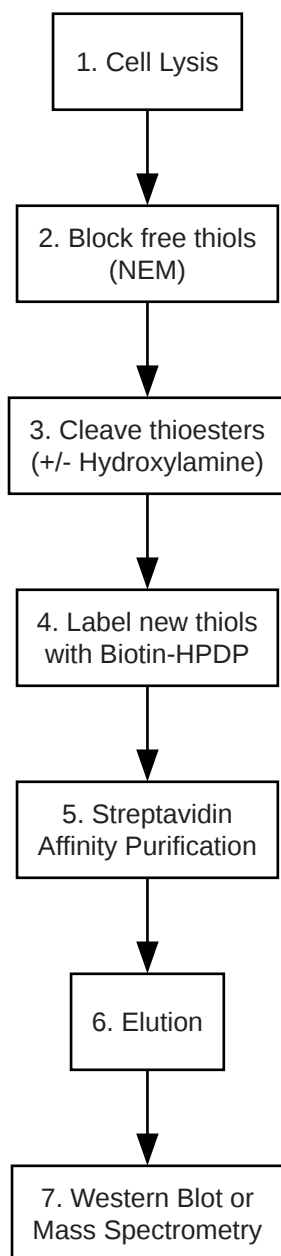 1. Cell Lysis
2. Block free thiols
(NEM)
3. Cleave thioesters
(+/- Hydroxylamine)
4. Label new thiols
with Biotin-HPDP
5. Streptavidin
Affinity Purification
6. Elution
7. Western Blot or
Mass Spectrometry